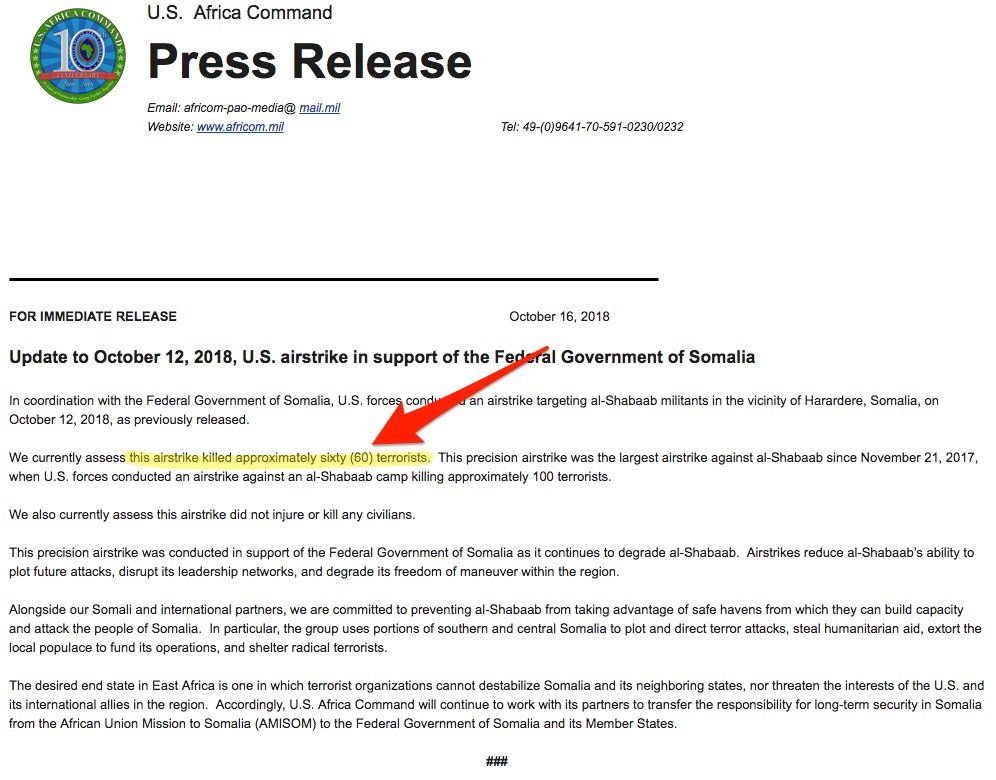 U.S. AFRICA COMMAND
10
ANNIVERSARY
U.S.  Africa Command
Press Release
Email: africom-pao-media@ mail.mil
Website: www.africom.mil
Tel: 49-(0)9641-70-591-0230/0232
FOR IMMEDIATE RELEASE
October 16, 2018
Update to October 12, 2018, U.S. airstrike in support of the Federal Government of Somalia
In coordination with the Federal Government of Somalia, U.S. forces an airstrike targeting al-Shabaab militants in the vicinity of Harardere, Somalia, on
October 12, 2018, as previously released.
We currently assess this airstrike killed approximately sixty (60) terrorists.  This precision airstrike was the largest airstrike against al-Shabaab since November 21, 2017,
when U.S. forces conducted an airstrike against an al-Shabaab camp killing approximately 100 terrorists.
We also currently assess this airstrike did not injure or kill any civilians.
This precision airstrike was conducted in support of the Federal Government of Somalia as it continues to degrade al-Shabaab.  Airstrikes reduce al-Shabaab's ability to
plot future attacks, disrupt its leadership networks, and degrade its freedom of maneuver within the region.
Alongside our Somali and international partners, we are committed to preventing al-Shabaab from taking advantage of safe havens from which they can build capacity
and attack the people of Somalia.  In particular, the group uses portions of southern and central Somalia to plot and direct terror attacks, steal humanitarian aid, extort the
local populace to fund its operations, and shelter radical terrorists.
The desired end state in East Africa is one in which terrorist organizations cannot destabilize Somalia and its neighboring states, nor threaten the interests of the U.S. and
its international allies in the region.  Accordingly, U.S. Africa Command will continue to work with its partners to transfer the responsibility for long-term security in Somalia
from the African Union Mission to Somalia (AMISOM) to the Federal Government of Somalia and its Member States.
###